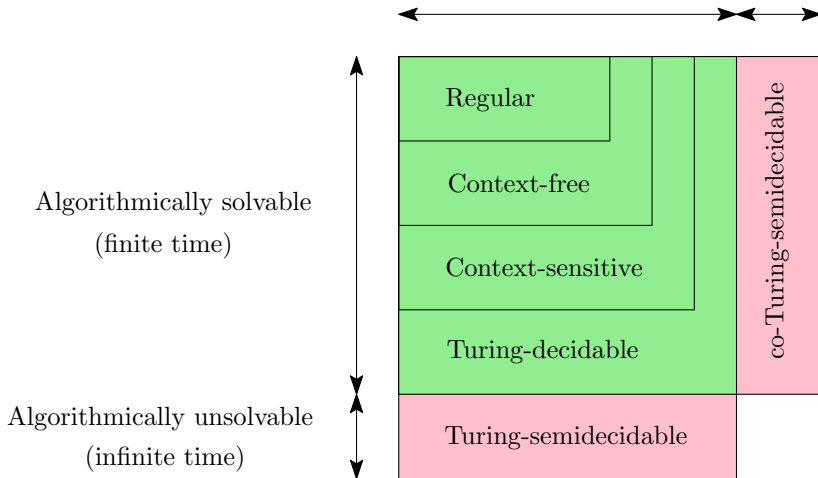 Regular
Context-free
Context-sensitive
Turing-decidable
Turing-semidecidable
co-Turing-semidecidable
Algorithmically solvable
(finite time)
Algorithmically unsolvable
(infinite time)